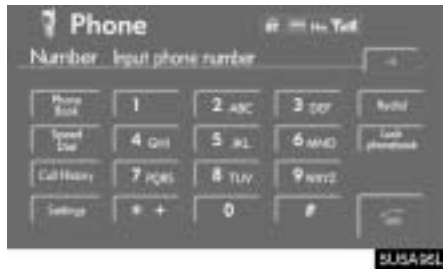 Phone
Number Input phone number
Phone Book 1 2 ABC 3 DEF Redial
Speed Dial 4 GHI 5 JKL 6 MNO Lock phonebook
Call History 7 PQRS 8 TUV 9 WXYZ
Settings * + 0 #